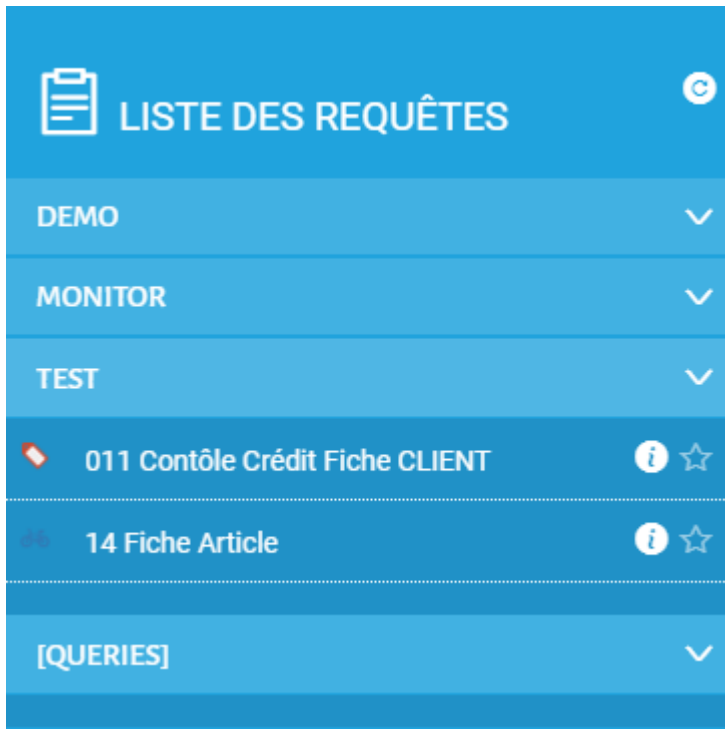 LISTE DES REQUÊTES
DEMO
MONITOR
TEST
011 Contôle Crédit Fiche CLIENT
14 Fiche Article
[QUERIES]